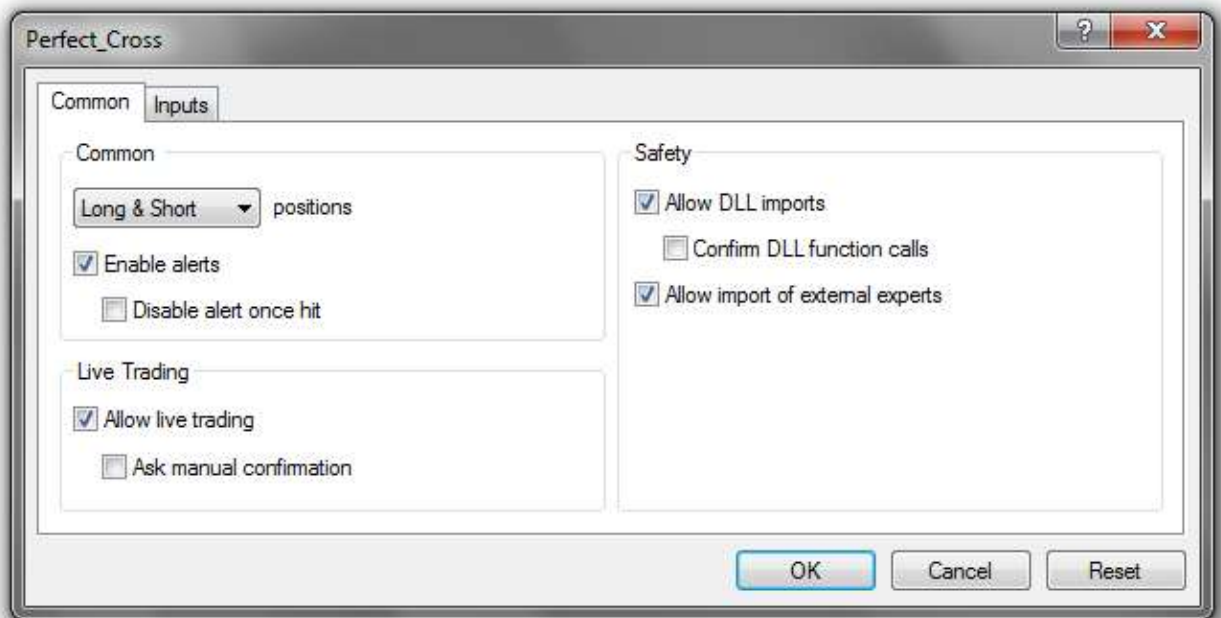 Perfect_Cross
?
Common
Inputs
Common
Long & Short positions
Enable alerts
Disable alert once hit
Live Trading
Allow live trading
Ask manual confirmation
Safety
Allow DLL imports
Confirm DLL function calls
Allow import of external experts
OK
Cancel
Reset